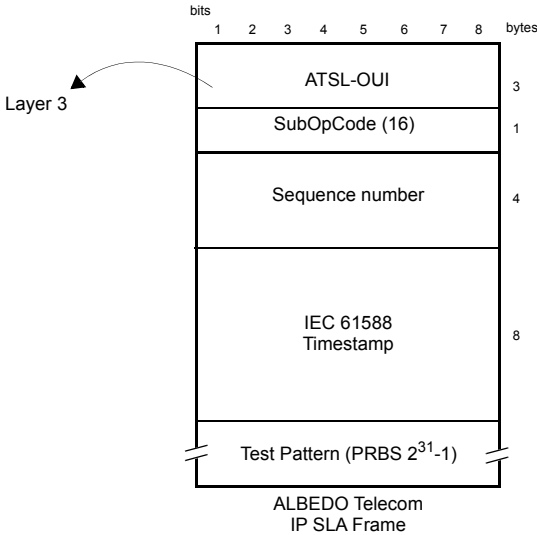 bits
1 2 3 4 5 6 7 8 bytes
ATSL-OUI 3
Layer 3
SubOpCode (16) 1
Sequence number 4
IEC 61588
Timestamp
8
Test Pattern (PRBS 2^31-1)
ALBEDO Telecom
IP SLA Frame